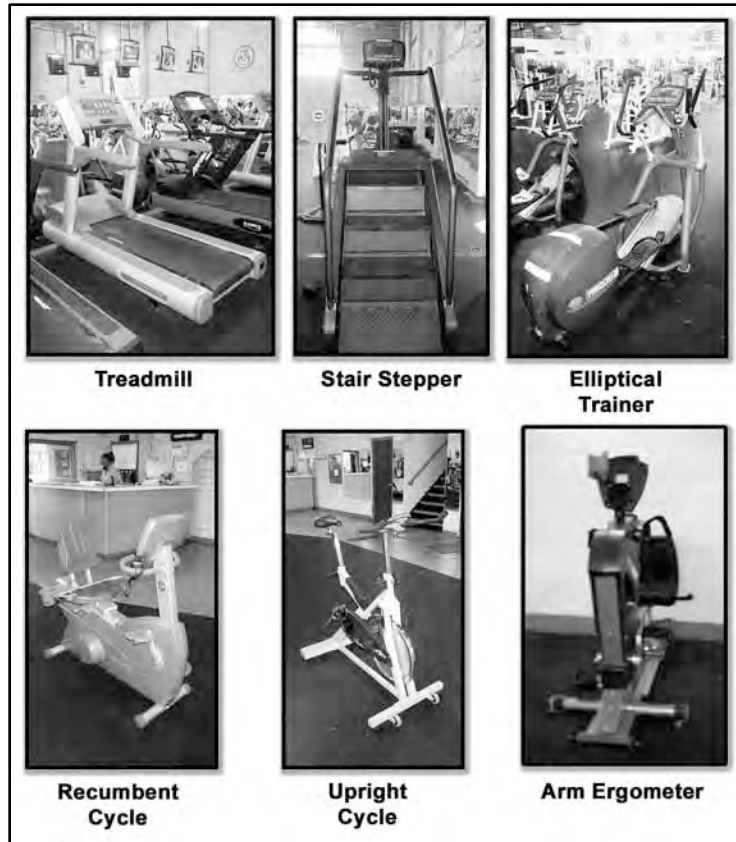 Treadmill
Stair Stepper
Elliptical
Trainer
Recumbent
Cycle
Upright
Cycle
Arm Ergometer